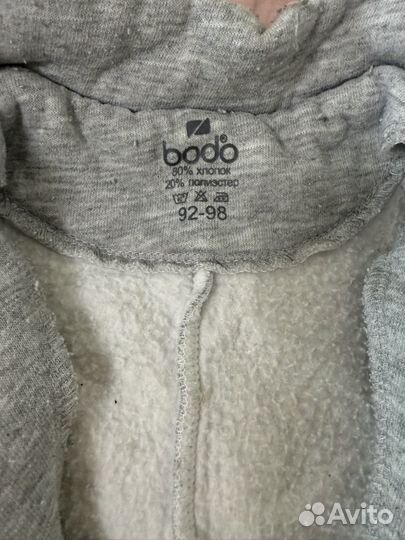 bodo
80% хлопок
20% полиэстер
92-98
Avito